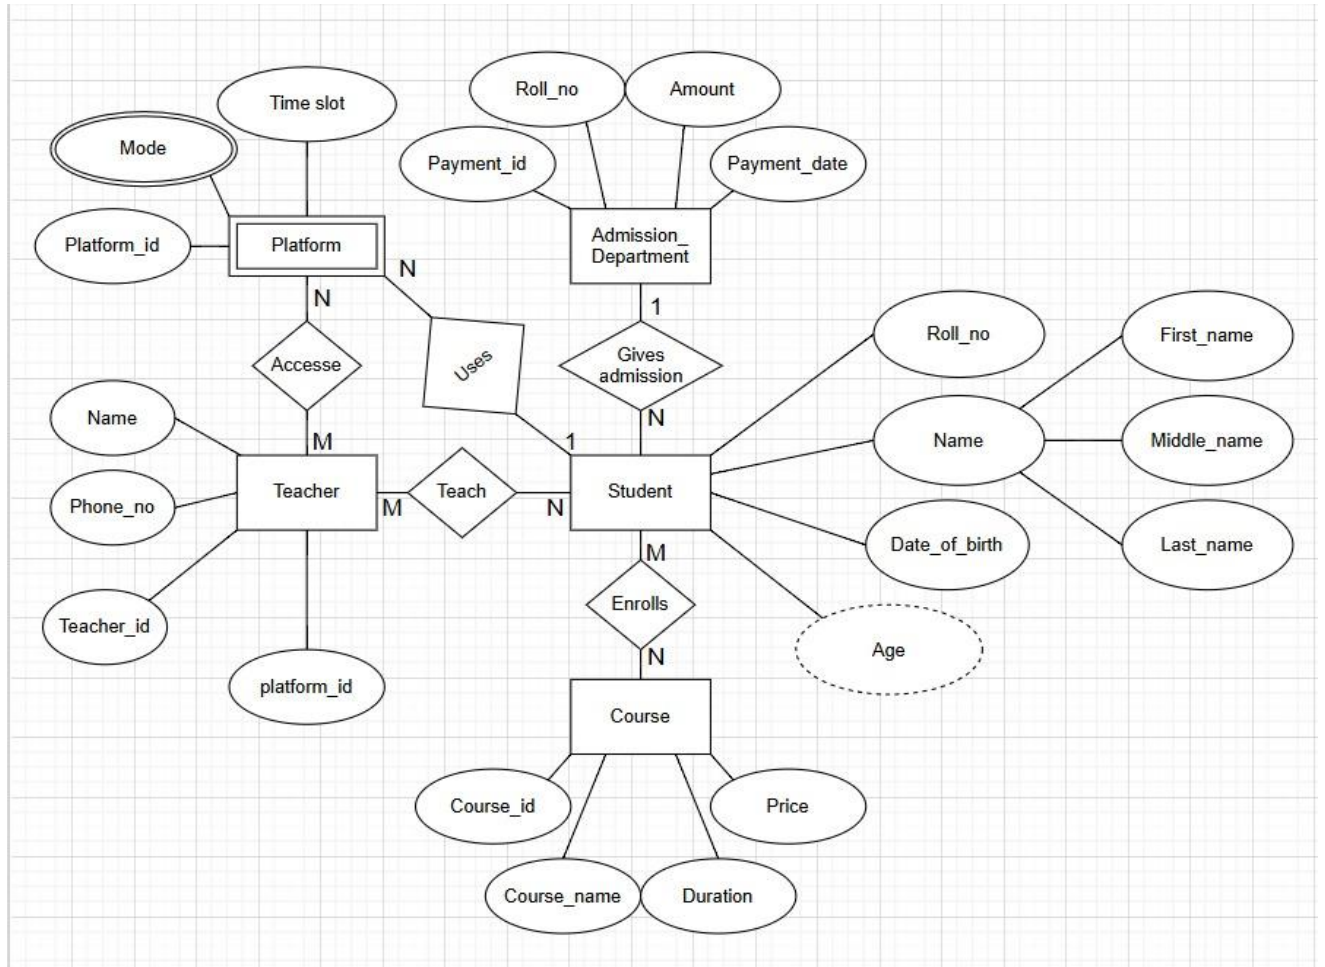 Time slot
Roll_no
Amount
Mode
Payment_id
Payment_date
Platform_id
Platform
Admission_
Department
N
N
1
Accesse
Uses
Gives
admission
Roll_no
First_name
Name
M
1
N
Name
Middle_name
Phone_no
Teacher
M
Teach
N
Student
Date_of_birth
Last_name
M
Teacher_id
Enrolls
Age
N
platform_id
Course
Course_id
Price
Course_name
Duration